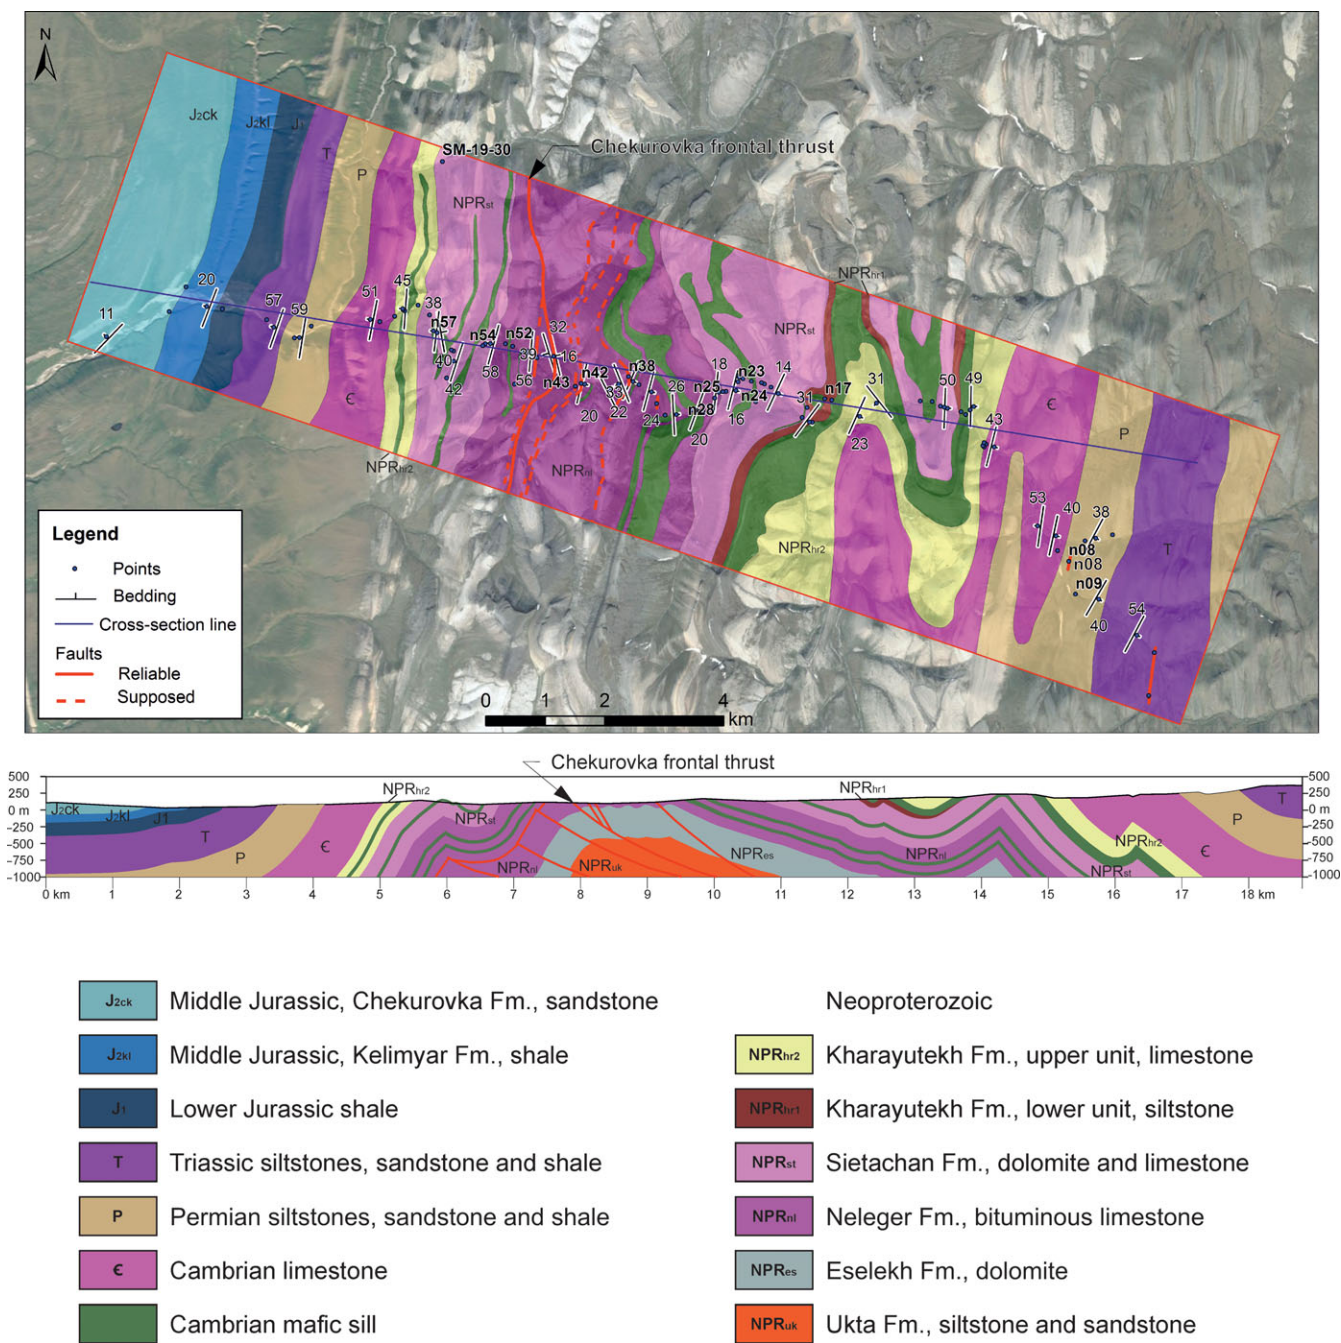 N
J2ck
J2kl
J1
T
P
SM-19-30
Chekurovka frontal thrust
NPRst
NPRhr1
20
11
57
59
51
45
38
n57
40
42
n54
58
n52
39
56
32
16
n43
n42
20
33
22
n38
24
26
n28
20
18
n25
n23
n24
16
14
NPRst
31
n17
31
23
50
49
43
Є
P
T
Є
NPRhr2
NPRnl
NPRhr2
53
40
38
n08
n08
n09
40
54
Legend
Points
Bedding
Cross-section line
Faults
Reliable
Supposed
0 1 2 4
km
Chekurovka frontal thrust
500
250
0 m
-250
-500
-750
-1000
500
250
0 m
-250
-500
-750
-1000
J2ck
J2kl
J1
T
P
Є
NPRhr2
NPRst
NPRnl
NPRuk
NPRes
NPRhr1
NPRnl
NPRst
NPRhr2
Є
P
T
0 km 1 2 3 4 5 6 7 8 9 10 11 12 13 14 15 16 17 18 km
J2ck Middle Jurassic, Chekurovka Fm., sandstone
J2kl Middle Jurassic, Kelimyar Fm., shale
J1 Lower Jurassic shale
T Triassic siltstones, sandstone and shale
P Permian siltstones, sandstone and shale
Є Cambrian limestone
Cambrian mafic sill
Neoproterozoic
NPRhr2 Kharayutekh Fm., upper unit, limestone
NPRhr1 Kharayutekh Fm., lower unit, siltstone
NPRst Sietachan Fm., dolomite and limestone
NPRnl Neleger Fm., bituminous limestone
NPRes Eselekh Fm., dolomite
NPRuk Ukta Fm., siltstone and sandstone